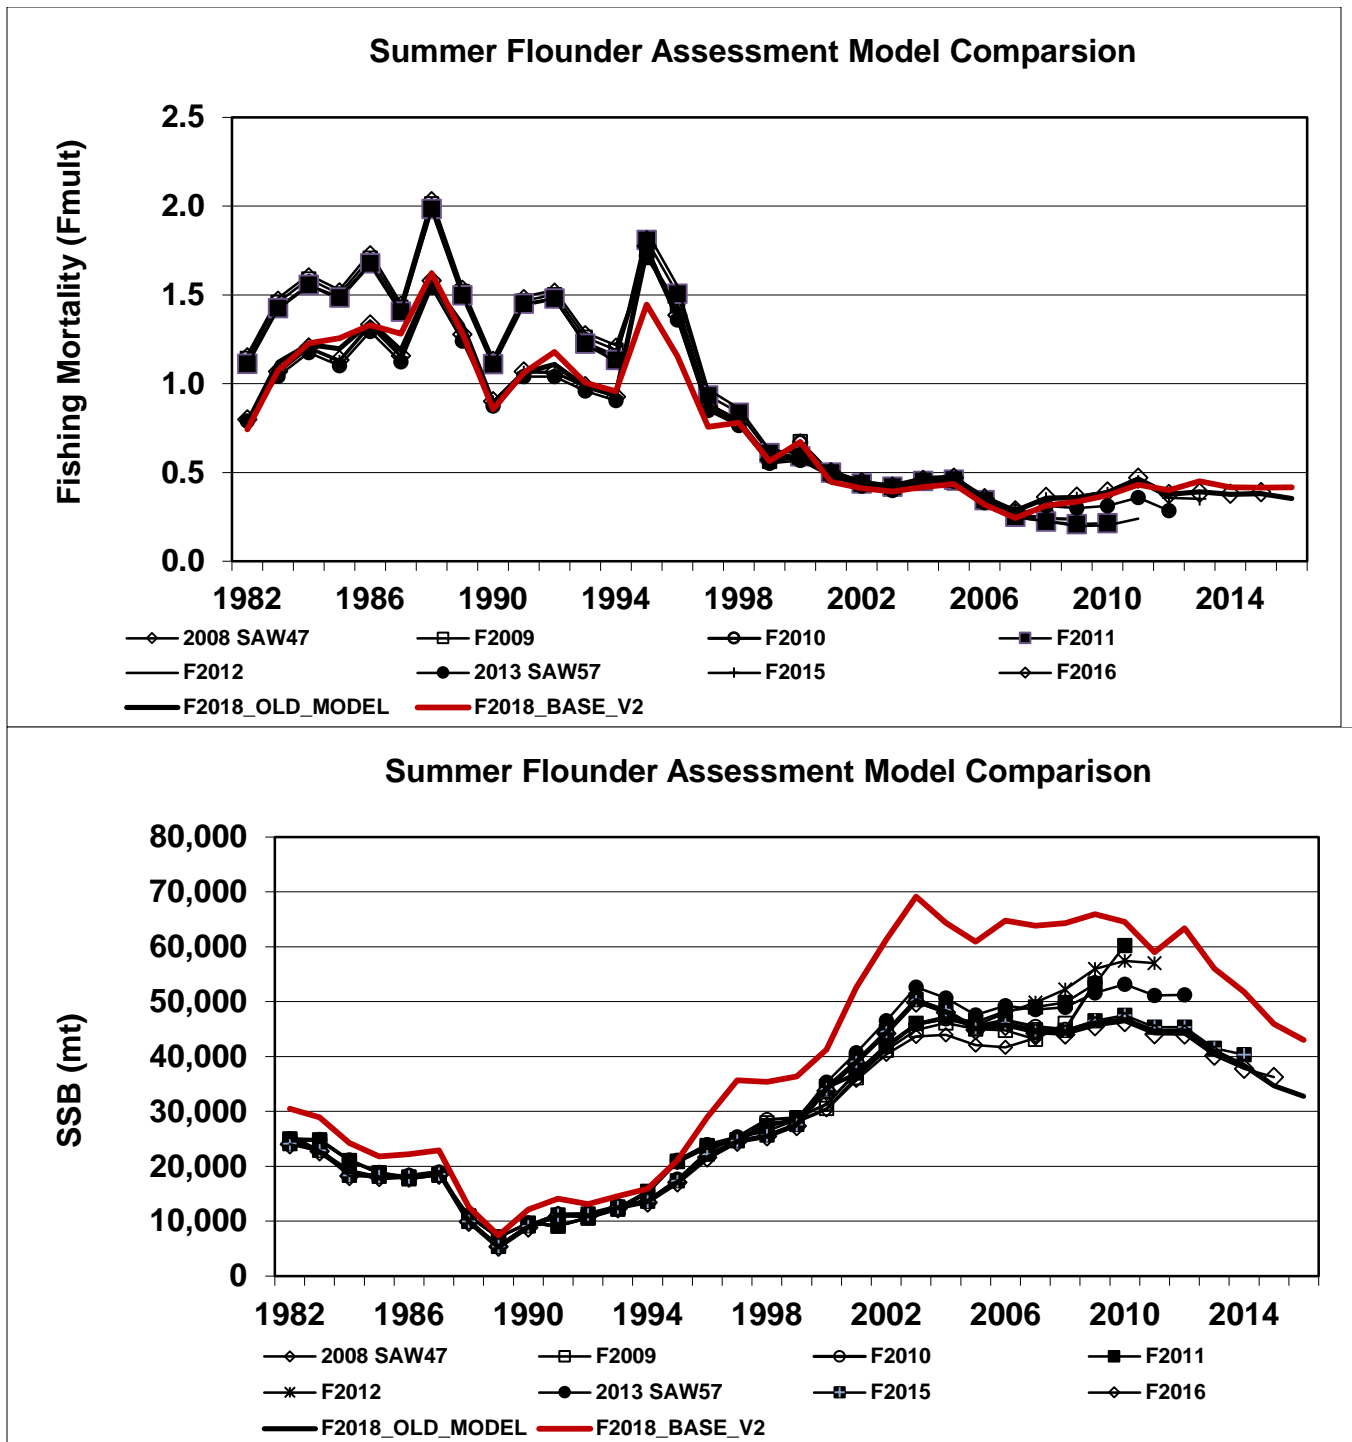 Summer Flounder Assessment Model Comparsion
Fishing Mortality (Fmult)
2.5
2.0
1.5
1.0
0.5
0.0
1982 1986 1990 1994 1998 2002 2006 2010 2014
2008 SAW47 F2009 F2010 F2011
F2012 2013 SAW57 F2015 F2016
F2018_OLD_MODEL F2018_BASE_V2
Summer Flounder Assessment Model Comparison
SSB (mt)
80,000
70,000
60,000
50,000
40,000
30,000
20,000
10,000
0
1982 1986 1990 1994 1998 2002 2006 2010 2014
2008 SAW47 F2009 F2010 F2011
F2012 2013 SAW57 F2015 F2016
F2018_OLD_MODEL F2018_BASE_V2